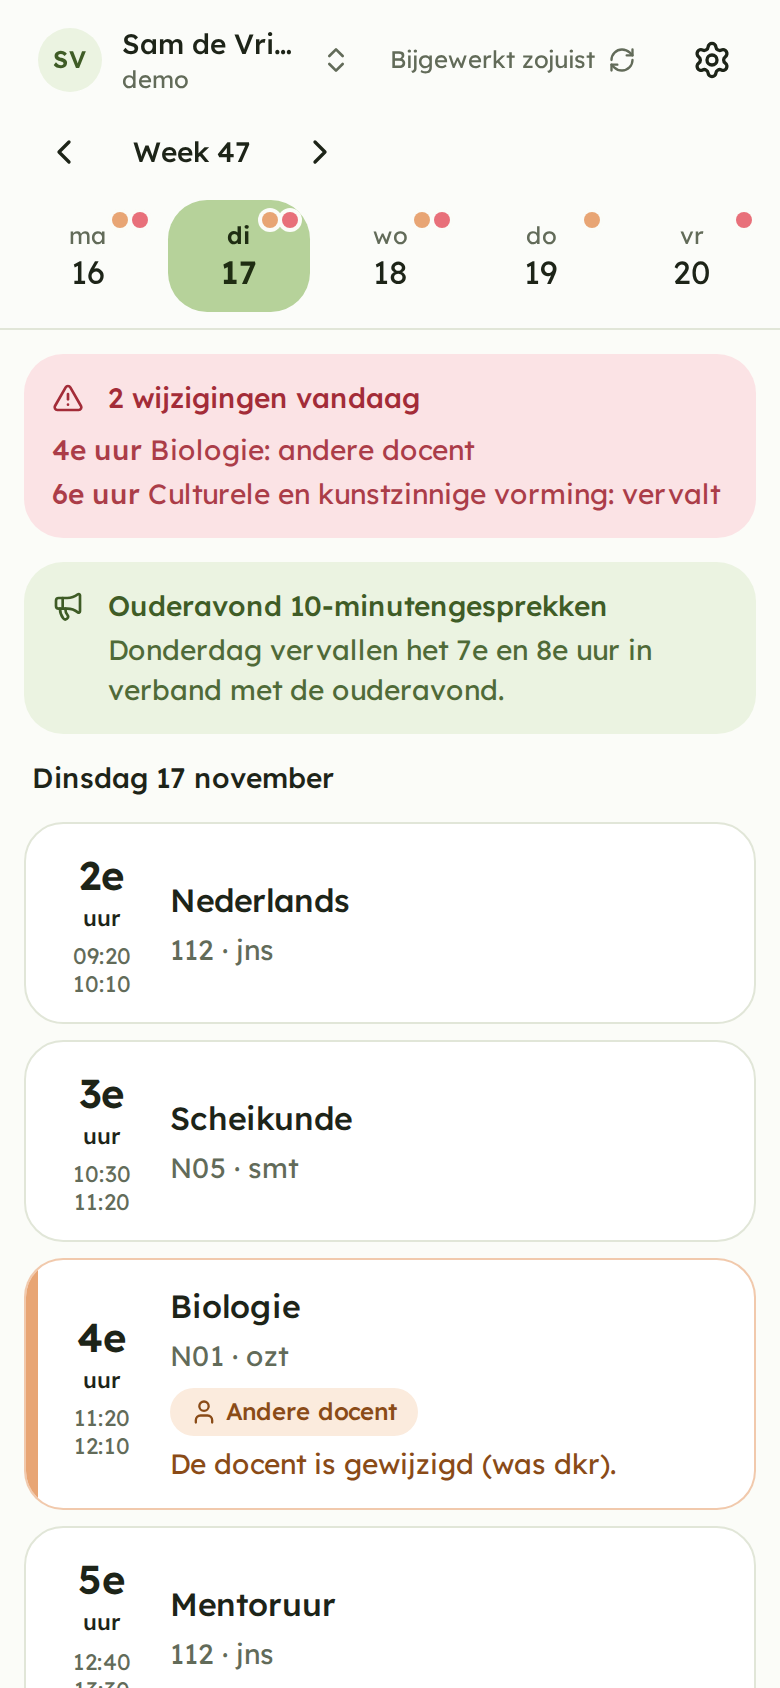 SV
Sam de Vri...
demo
Bijgewerkt zojuist
Week 47
ma
16
di
17
wo
18
do
19
vr
20
2 wijzigingen vandaag
4e uur Biologie: andere docent
6e uur Culturele en kunstzinnige vorming: vervalt
Ouderavond 10-minutengesprekken
Donderdag vervallen het 7e en 8e uur in
verband met de ouderavond.
Dinsdag 17 november
2e
uur
09:20
10:10
Nederlands
112 · jns
3e
uur
10:30
11:20
Scheikunde
N05 · smt
4e
uur
11:20
12:10
Biologie
N01 · ozt
Andere docent
De docent is gewijzigd (was dkr).
5e
uur
12:40
Mentoruur
112 · jns